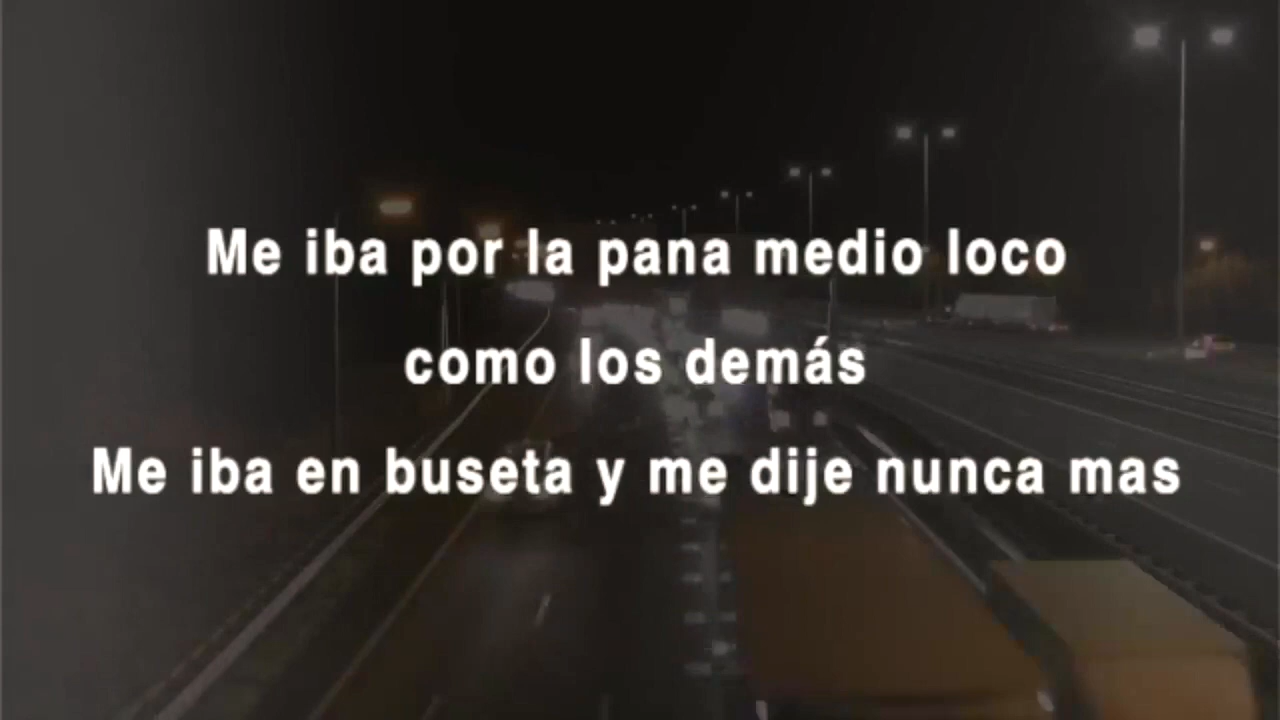 Me iba por la pana medio loco
como los demás
Me iba en buseta y me dije nunca mas